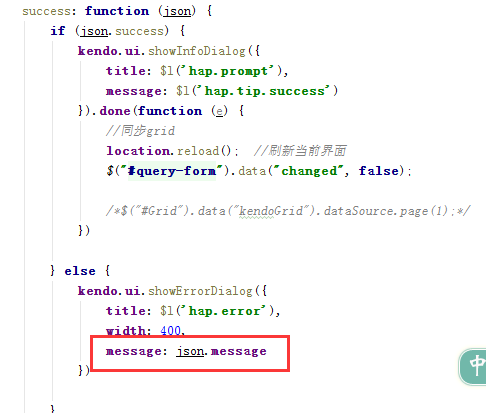 success: function (json) {
if (json.success) {
kendo.ui.showInfoDialog({
title: $l('hap.prompt'),
message: $l('hap.tip.success')
}).done(function (e) {
//同步grid
location.reload();  //刷新当前界面
$("#query-form").data("changed", false);
/*$("#Grid").data("kendoGrid").dataSource.page(1);*/
})
} else {
kendo.ui.showErrorDialog({
title: $l('hap.error'),
width: 400,
message: json.message
})
}
中